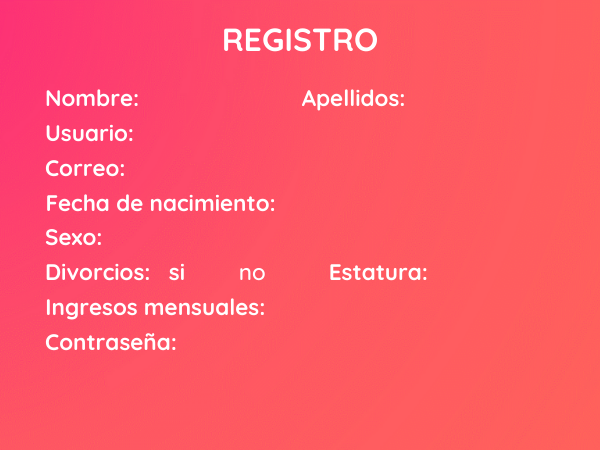 REGISTRO
Nombre: Apellidos:
Usuario:
Correo:
Fecha de nacimiento:
Sexo:
Divorcios: si no Estatura:
Ingresos mensuales:
Contraseña: